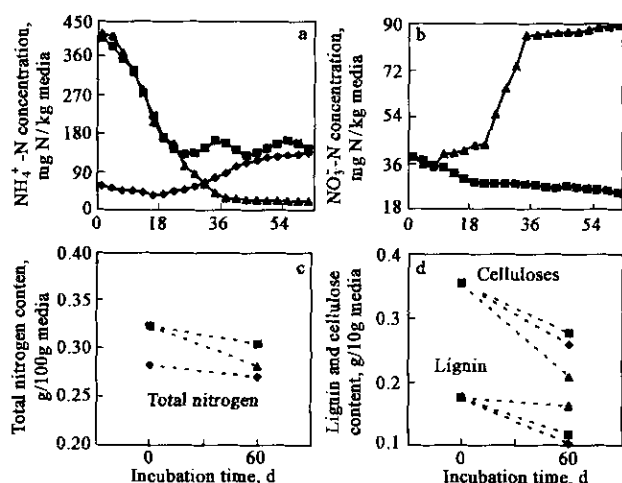 NH₄⁺ -N concentration,
mg N/kg media
450
360
270
180
90
0
a
0
18
36
54
NO₃⁻-N concentration,
mg N/kg media
90
72
54
36
18
b
0
18
36
54
Total nitrogen conten,
g/100g media
0.40
0.35
0.30
0.25
0.20
c
Total nitrogen
0
60
Incubation time, d
Lignin and cellulose
content, g/10g media
0.4
0.3
0.2
0.1
d
Celluloses
Lignin
0
60
Incubation time, d